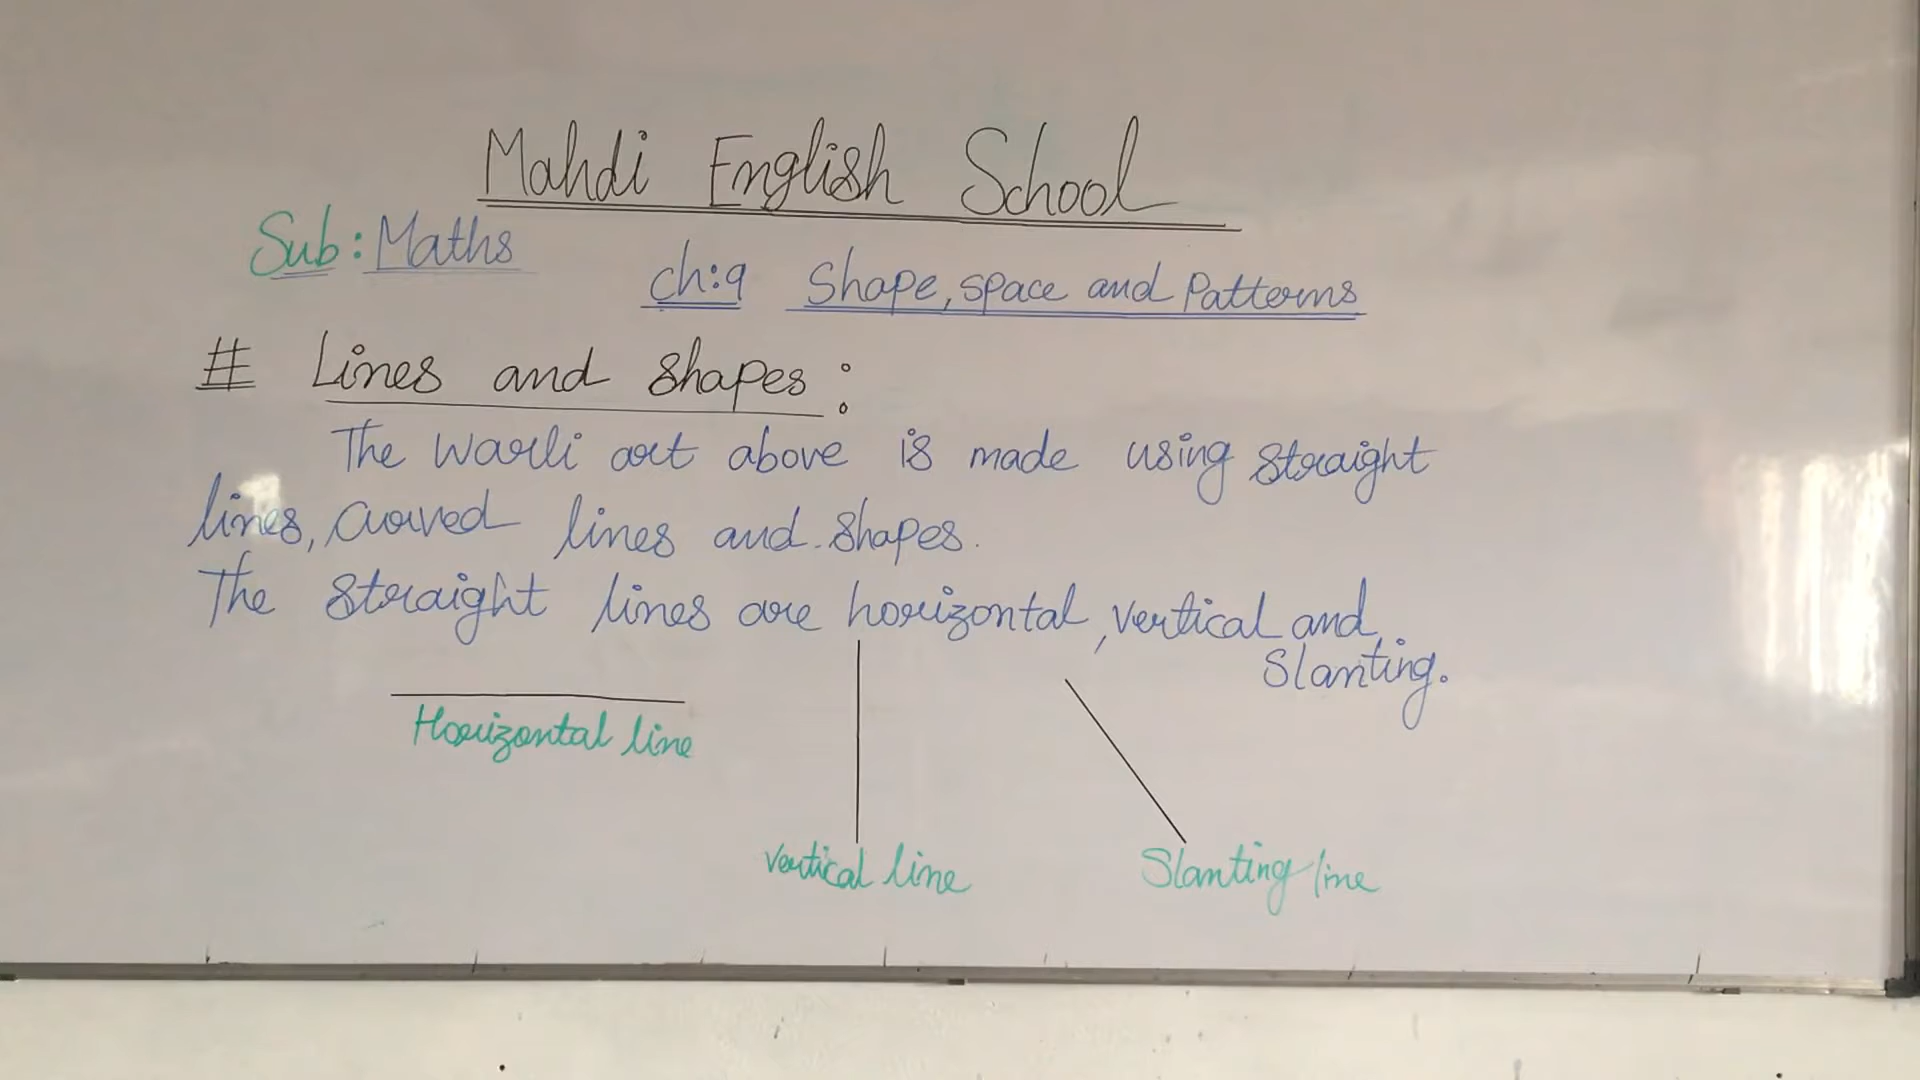 Mahdi English School
Sub: Maths
ch:9 Shape, space and Patterns
# Lines and shapes:
The Warli art above is made using straight
lines, curved lines and shapes.
The straight lines are horizontal, vertical and
Slanting.
Horizontal line
Vertical line
Slanting line